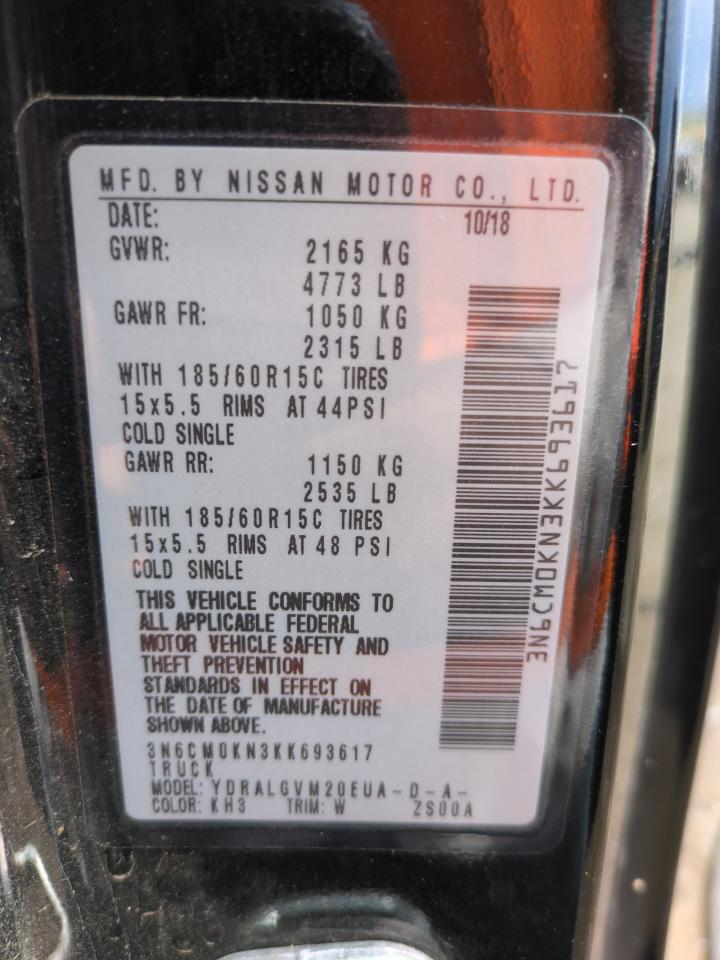 MFD. BY NISSAN MOTOR CO., LTD.
DATE: 10/18
GVWR: 2165 KG
4773 LB
GAWR FR: 1050 KG
2315 LB
WITH 185/60R15C TIRES
15x5.5 RIMS AT 44PSI
COLD SINGLE
GAWR RR: 1150 KG
2535 LB
WITH 185/60R15C TIRES
15x5.5 RIMS AT 48 PSI
COLD SINGLE
THIS VEHICLE CONFORMS TO
ALL APPLICABLE FEDERAL
MOTOR VEHICLE SAFETY AND
THEFT PREVENTION
STANDARDS IN EFFECT ON
THE DATE OF MANUFACTURE
SHOWN ABOVE.
3N6CM0KN3KK693617
TRUCK
MODEL: YDRALGVM20EUA-D-A-
COLOR: KH3 TRIM: W ZS00A
3N6CM0KN3KK693617